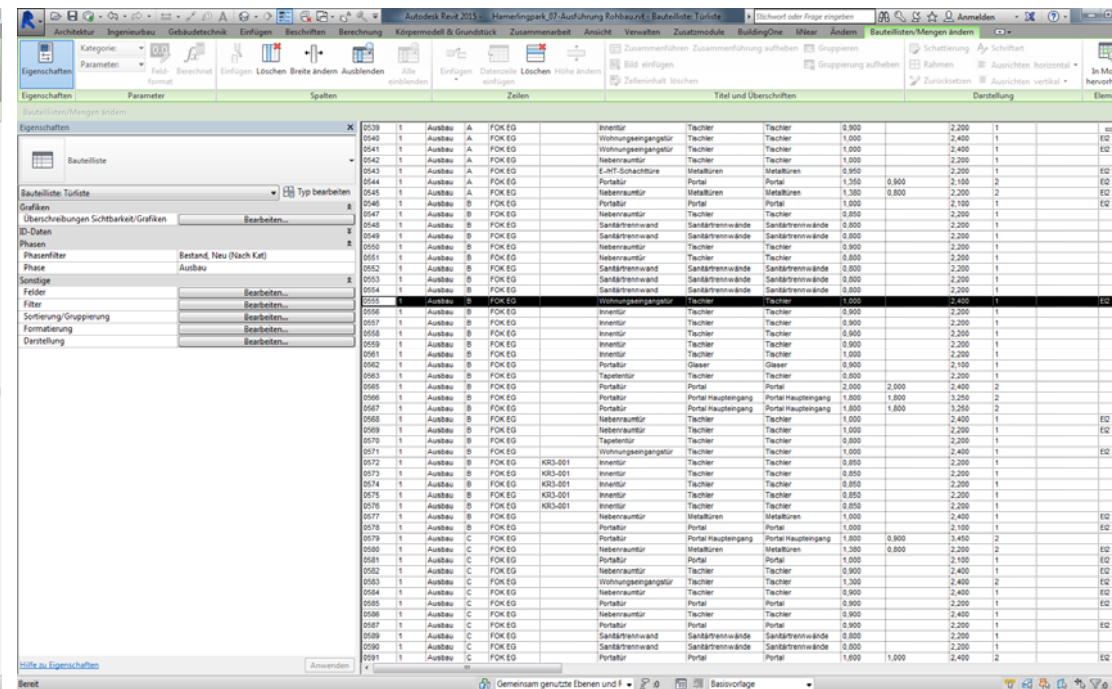 Autodesk Revit 2015 - Hamerlingpark_07-Ausführung Rohbau.rvt - Bauteilliste: Türliste
Stichwort oder Frage eingeben
Anmelden
Architektur Ingenieurbau Gebäudetechnik Einfügen Beschriften Berechnung Körpermodell & Grundstück Zusammenarbeit Ansicht Verwalten Zusatzmodule BuildingOne liNear Ändern Bauteillisten/Mengen ändern
Kategorie:
Parameter:
Eigenschaften
Feld-format
Berechnet
Einfügen Löschen Breite ändern Ausblenden
Alle einblenden
Einfügen Datenzeile einfügen Löschen Höhe ändern
Zusammenführen Zusammenführung aufheben Gruppieren
Bild einfügen Gruppierung aufheben
Zelleninhalt löschen
Schattierung Schriftart
Rahmen Ausrichten horizontal
Zurücksetzen Ausrichten vertikal
Eigenschaften Parameter Spalten Zeilen Titel und Überschriften Darstellung
Bauteillisten/Mengen ändern
Eigenschaften
Bauteilliste
Bauteilliste: Türliste Typ bearbeiten
Grafiken
Überschreibungen Sichtbarkeit/Grafiken Bearbeiten...
ID-Daten
Phasen
Phasenfilter Bestand, Neu (Nach Kat)
Phase Ausbau
Sonstige
Felder Bearbeiten...
Filter Bearbeiten...
Sortierung/Gruppierung Bearbeiten...
Formatierung Bearbeiten...
Darstellung Bearbeiten...
Hilfe zu Eigenschaften Anwenden
0539 1 Ausbau A FOK EG Innentür Tischler Tischler 0,900 2,200 1
0540 1 Ausbau A FOK EG Wohnungseingangstür Tischler Tischler 1,000 2,400 1 EI2
0541 1 Ausbau A FOK EG Wohnungseingangstür Tischler Tischler 1,000 2,400 1 EI2
0542 1 Ausbau A FOK EG Nebenraumtür Tischler Tischler 1,000 2,200 1
0543 1 Ausbau A FOK EG E-/HT-Schachttüre Metalltüren Metalltüren 0,950 2,200 1 EI2
0544 1 Ausbau A FOK EG Portaltür Portal Portal 1,350 0,900 2,100 2 EI2
0545 1 Ausbau A FOK EG Nebenraumtür Metalltüren Metalltüren 1,380 0,800 2,200 2 EI2
0546 1 Ausbau B FOK EG Portaltür Portal Portal 1,000 2,100 1 EI2
0547 1 Ausbau B FOK EG Nebenraumtür Tischler Tischler 0,850 2,200 1
0548 1 Ausbau B FOK EG Sanitärtrennwand Sanitärtrennwände Sanitärtrennwände 0,800 2,200 1
0549 1 Ausbau B FOK EG Sanitärtrennwand Sanitärtrennwände Sanitärtrennwände 0,800 2,200 1
0550 1 Ausbau B FOK EG Nebenraumtür Tischler Tischler 0,900 2,200 1
0551 1 Ausbau B FOK EG Nebenraumtür Tischler Tischler 0,800 2,200 1
0552 1 Ausbau B FOK EG Sanitärtrennwand Sanitärtrennwände Sanitärtrennwände 0,800 2,200 1
0553 1 Ausbau B FOK EG Sanitärtrennwand Sanitärtrennwände Sanitärtrennwände 0,800 2,200 1
0554 1 Ausbau B FOK EG Sanitärtrennwand Sanitärtrennwände Sanitärtrennwände 0,800 2,200 1
0555 1 Ausbau B FOK EG Wohnungseingangstür Tischler Tischler 1,000 2,400 1 EI2
0556 1 Ausbau B FOK EG Innentür Tischler Tischler 0,900 2,200 1
0557 1 Ausbau B FOK EG Innentür Tischler Tischler 0,900 2,200 1
0558 1 Ausbau B FOK EG Innentür Tischler Tischler 0,900 2,200 1
0559 1 Ausbau B FOK EG Innentür Tischler Tischler 0,900 2,200 1
0561 1 Ausbau B FOK EG Innentür Tischler Tischler 1,000 2,200 1
0562 1 Ausbau B FOK EG Portaltür Glaser Glaser 0,900 2,100 1
0563 1 Ausbau B FOK EG Tapetentür Tischler Tischler 0,600 2,200 1
0565 1 Ausbau B FOK EG Portaltür Portal Portal 2,000 2,000 2,400 2
0566 1 Ausbau B FOK EG Portaltür Portal Haupteingang Portal Haupteingang 1,800 1,800 3,250 2
0567 1 Ausbau B FOK EG Portaltür Portal Haupteingang Portal Haupteingang 1,800 1,800 3,250 2
0568 1 Ausbau B FOK EG Nebenraumtür Tischler Tischler 1,000 2,400 1 EI2
0569 1 Ausbau B FOK EG Nebenraumtür Tischler Tischler 1,000 2,200 1 EI2
0570 1 Ausbau B FOK EG Tapetentür Tischler Tischler 0,800 2,200 1
0571 1 Ausbau B FOK EG Wohnungseingangstür Tischler Tischler 1,000 2,400 1 EI2
0572 1 Ausbau B FOK EG KR3-001 Innentür Tischler Tischler 0,850 2,200 1
0573 1 Ausbau B FOK EG KR3-001 Innentür Tischler Tischler 0,850 2,200 1
0574 1 Ausbau B FOK EG KR3-001 Innentür Tischler Tischler 0,850 2,200 1
0575 1 Ausbau B FOK EG KR3-001 Innentür Tischler Tischler 0,850 2,200 1
0576 1 Ausbau B FOK EG KR3-001 Innentür Tischler Tischler 0,850 2,200 1
0577 1 Ausbau B FOK EG Nebenraumtür Metalltüren Metalltüren 1,000 2,400 1 EI2
0578 1 Ausbau B FOK EG Portaltür Portal Portal 1,000 2,100 1 EI2
0579 1 Ausbau C FOK EG Portaltür Portal Haupteingang Portal Haupteingang 1,800 0,900 3,450 2
0580 1 Ausbau C FOK EG Nebenraumtür Metalltüren Metalltüren 1,380 0,800 2,200 2 EI2
0581 1 Ausbau C FOK EG Portaltür Portal Portal 1,000 2,100 1 EI2
0582 1 Ausbau C FOK EG Nebenraumtür Tischler Tischler 0,900 2,400 1 EI2
0583 1 Ausbau C FOK EG Wohnungseingangstür Tischler Tischler 1,300 2,400 2 EI2
0584 1 Ausbau C FOK EG Nebenraumtür Tischler Tischler 0,900 2,400 1 EI2
0585 1 Ausbau C FOK EG Portaltür Portal Portal 0,900 2,200 1 EI2
0586 1 Ausbau C FOK EG Nebenraumtür Tischler Tischler 0,900 2,400 1
0587 1 Ausbau C FOK EG Portaltür Portal Portal 0,900 2,200 1 EI2
0589 1 Ausbau C FOK EG Sanitärtrennwand Sanitärtrennwände Sanitärtrennwände 0,800 2,200 1
0590 1 Ausbau C FOK EG Sanitärtrennwand Sanitärtrennwände Sanitärtrennwände 0,800 2,200 1
0591 1 Ausbau C FOK EG Portaltür Portal Portal 1,600 1,000 2,400 2 EI2
Bereit
Gemeinsam genutzte Ebenen und :0 Basisvorlage :0